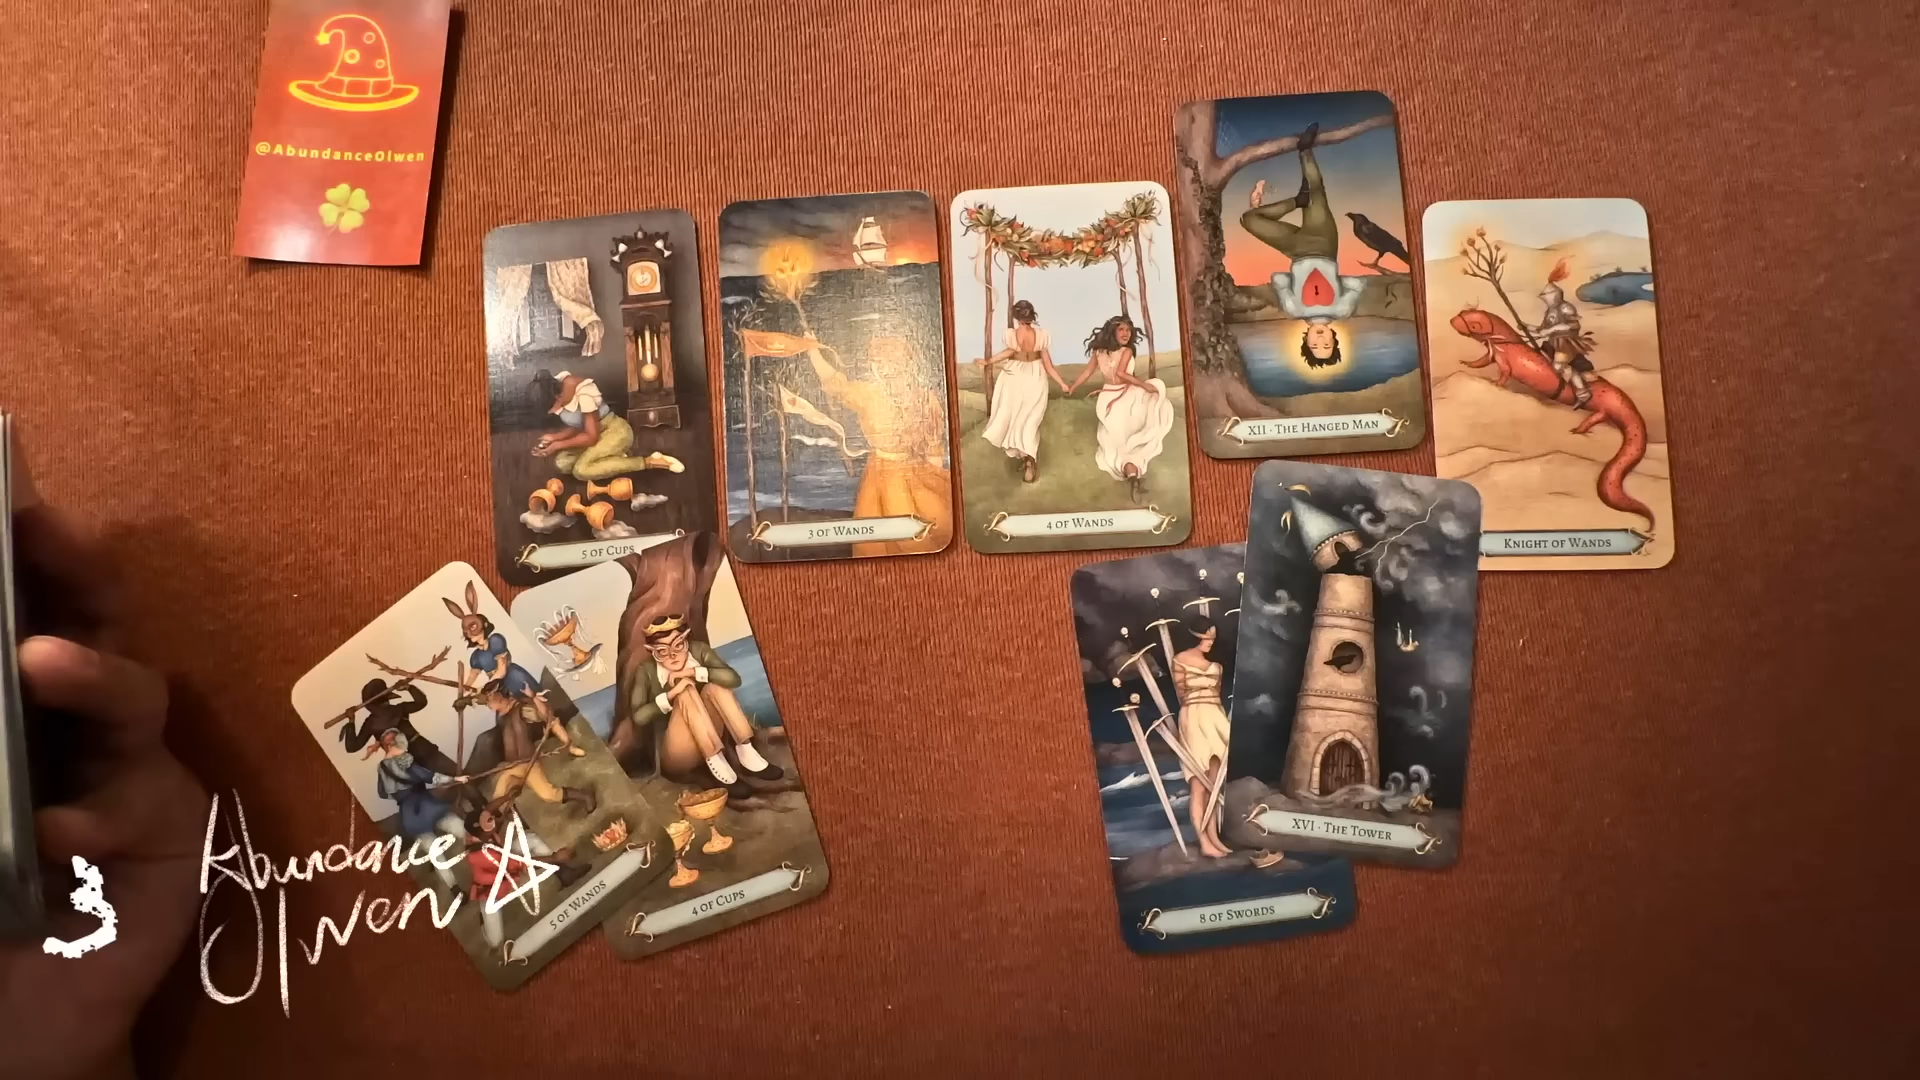 @AbundanceOlwen
XII · THE HANGED MAN
5 OF CUPS
3 OF WANDS
4 OF WANDS
KNIGHT OF WANDS
XVI · THE TOWER
5 OF WANDS
4 OF CUPS
8 OF SWORDS
3
Abundance
Olwen